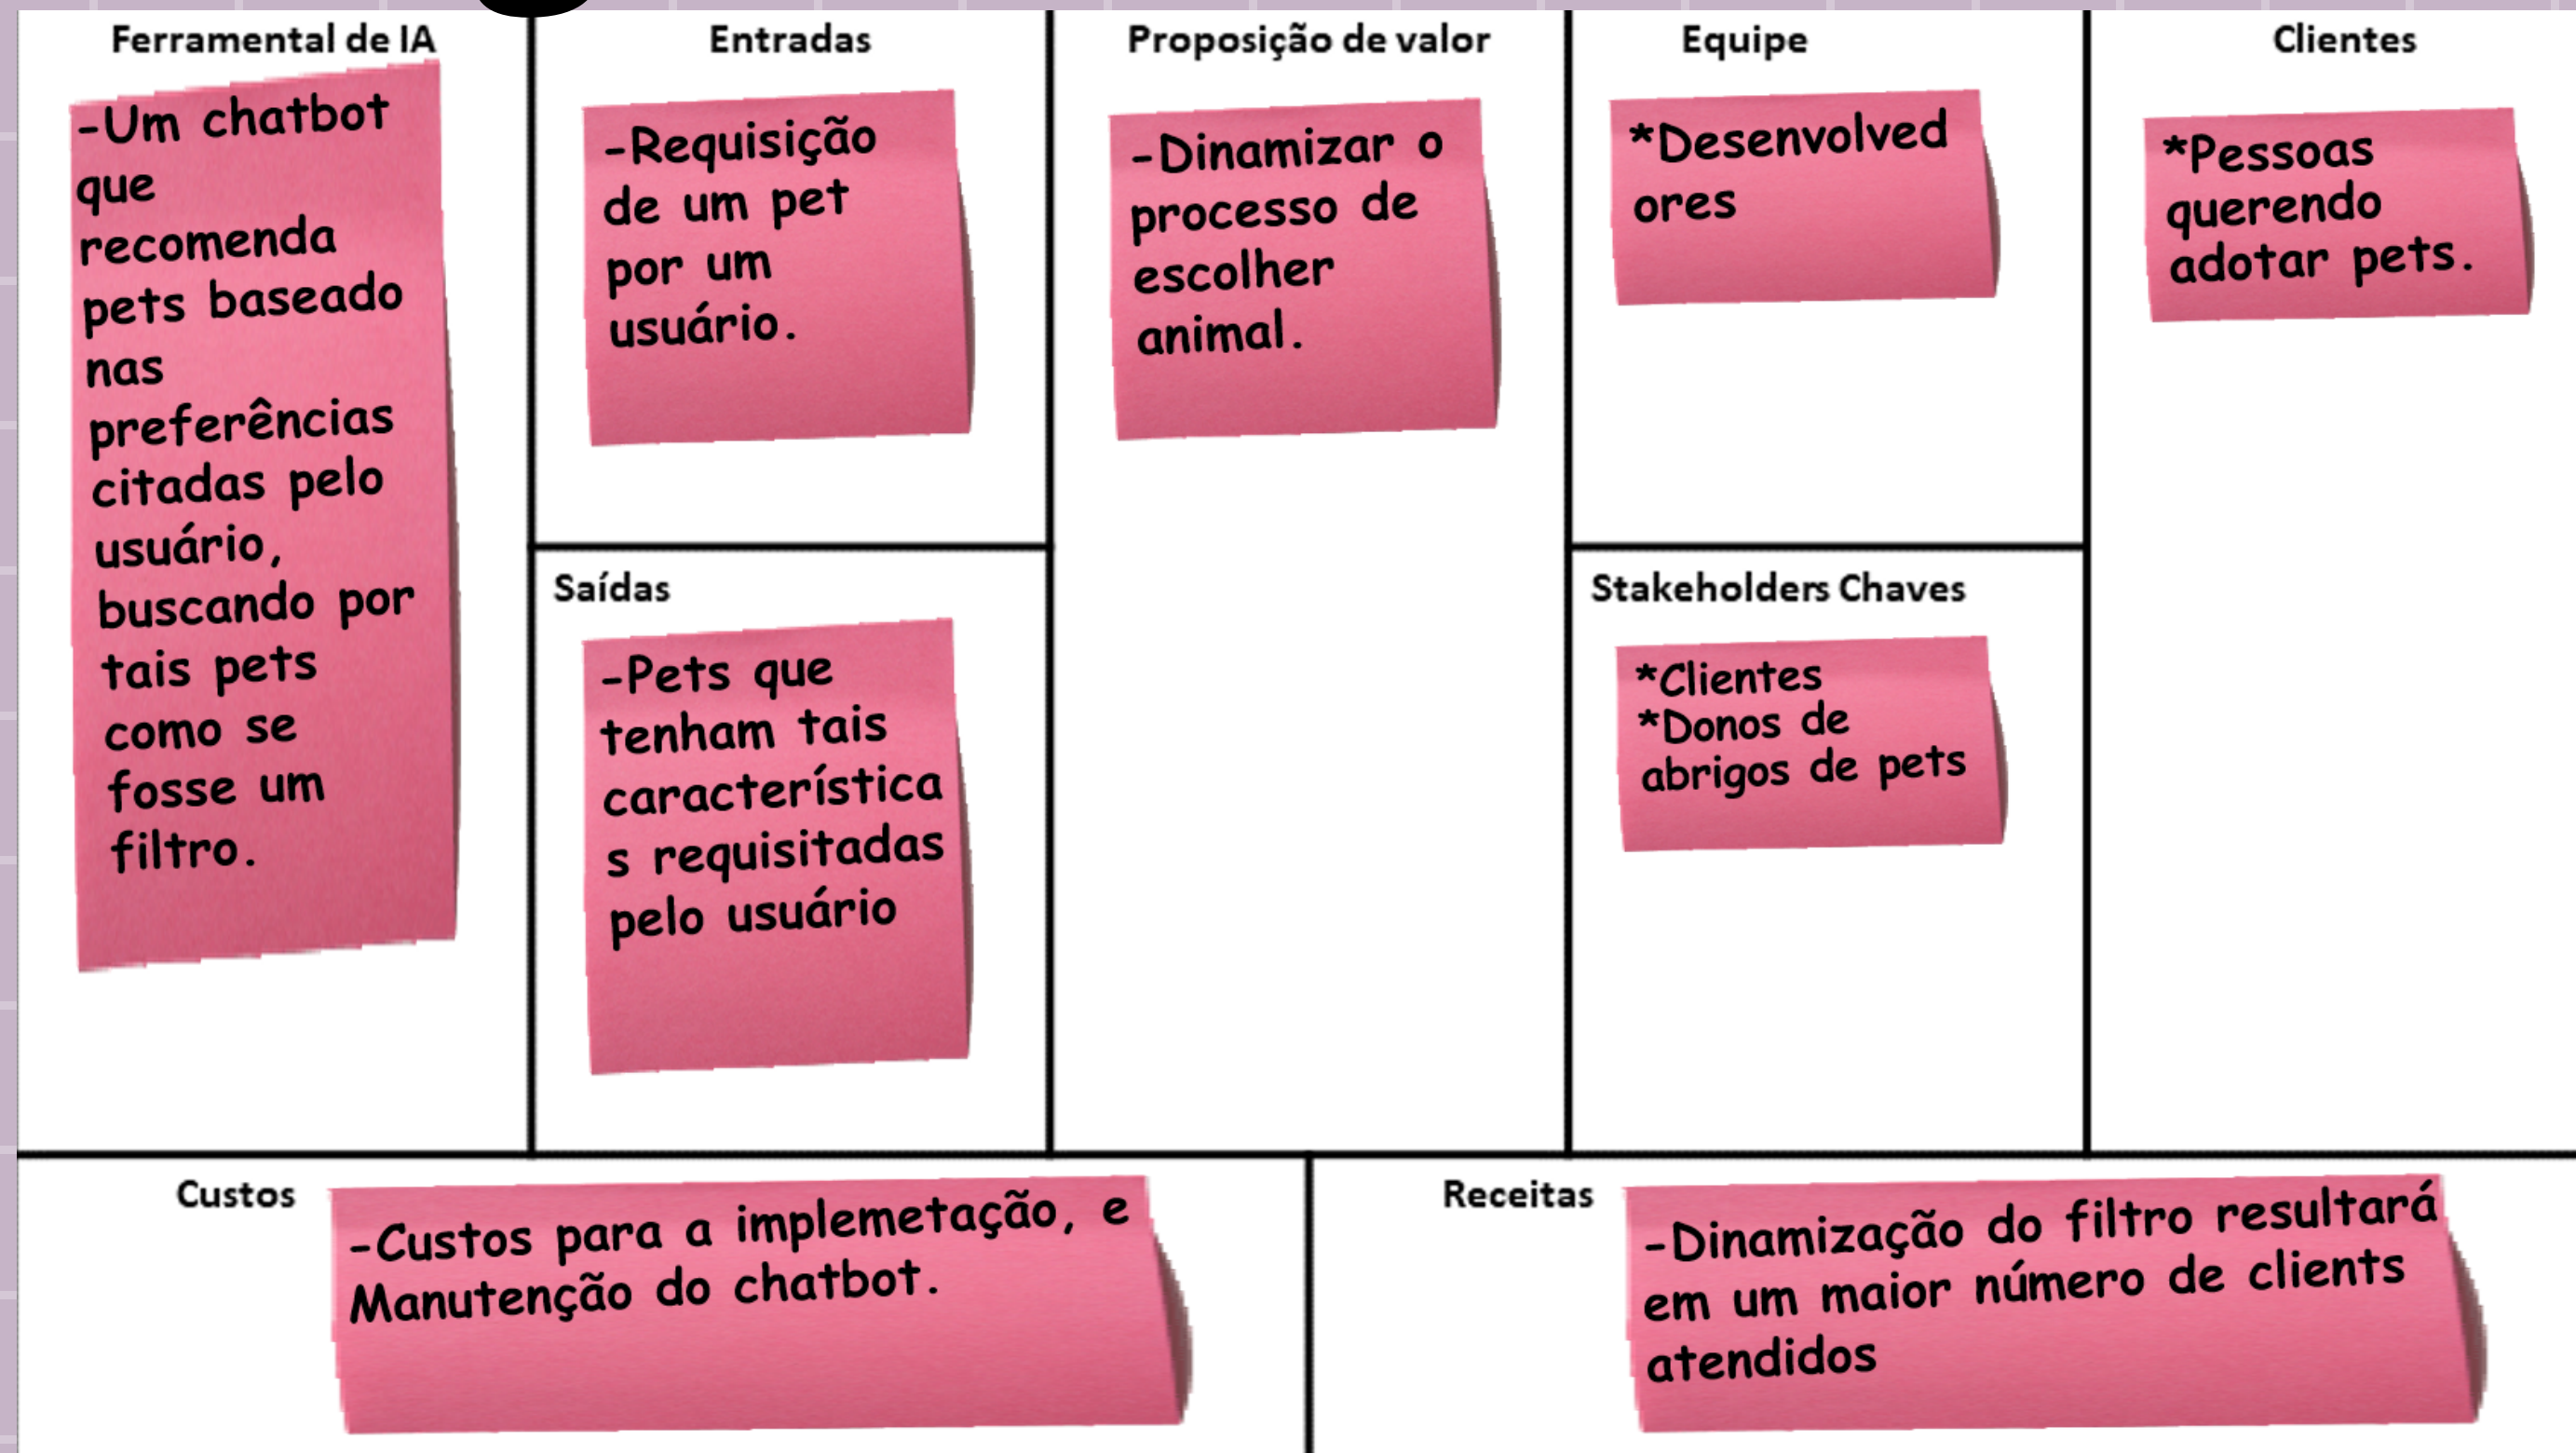 Ferramental de IA
-Um chatbot
que
recomenda
pets baseado
nas
preferências
citadas pelo
usuário,
buscando por
tais pets
como se
fosse um
filtro.
Entradas
-Requisição
de um pet
por um
usuário.
Saídas
-Pets que
tenham tais
característica
s requisitadas
pelo usuário
Proposição de valor
-Dinamizar o
processo de
escolher
animal.
Equipe
*Desenvolved
ores
Stakeholders Chaves
*Clientes
*Donos de
abrigos de pets
Clientes
*Pessoas
querendo
adotar pets.
Custos
-Custos para a implemetação, e
Manutenção do chatbot.
Receitas
-Dinamização do filtro resultará
em um maior número de clients
atendidos